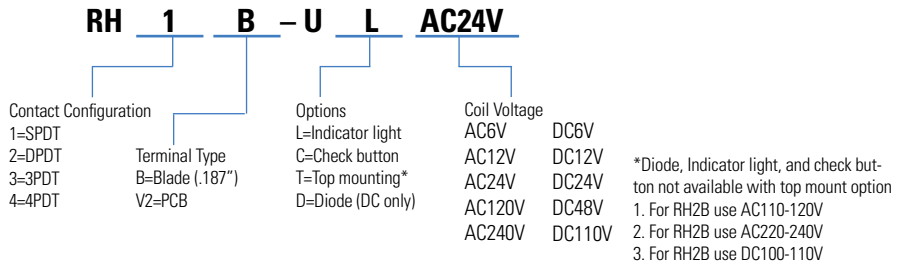 RH 1 B – U L AC24V
Contact Configuration
1=SPDT
2=DPDT
3=3PDT
4=4PDT
Terminal Type
B=Blade (.187”)
V2=PCB
Options
L=Indicator light
C=Check button
T=Top mounting*
D=Diode (DC only)
Coil Voltage
AC6V DC6V
AC12V DC12V
AC24V DC24V
AC120V DC48V
AC240V DC110V
*Diode, Indicator light, and check but-
ton not available with top mount option
1. For RH2B use AC110-120V
2. For RH2B use AC220-240V
3. For RH2B use DC100-110V